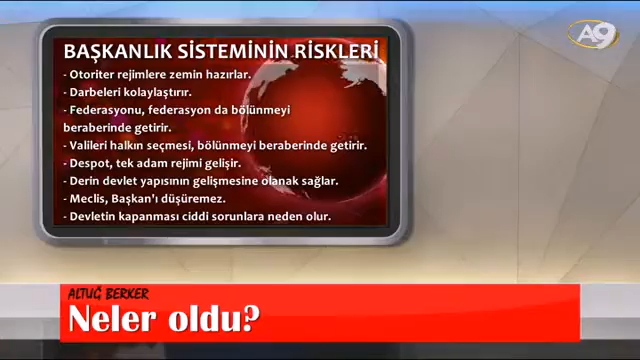 A9
BAŞKANLIK SİSTEMİNİN RİSKLERİ
- Otoriter rejimlere zemin hazırlar.
- Darbeleri kolaylaştırır.
- Federasyonu, federasyon da bölünmeyi
beraberinde getirir.
- Valileri halkın seçmesi, bölünmeyi beraberinde getirir.
- Despot, tek adam rejimi gelişir.
- Derin devlet yapısının gelişmesine olanak sağlar.
- Meclis, Başkan'ı düşüremez.
- Devletin kapanması ciddi sorunlara neden olur.
ALTUĞ BERKER
Neler oldu?